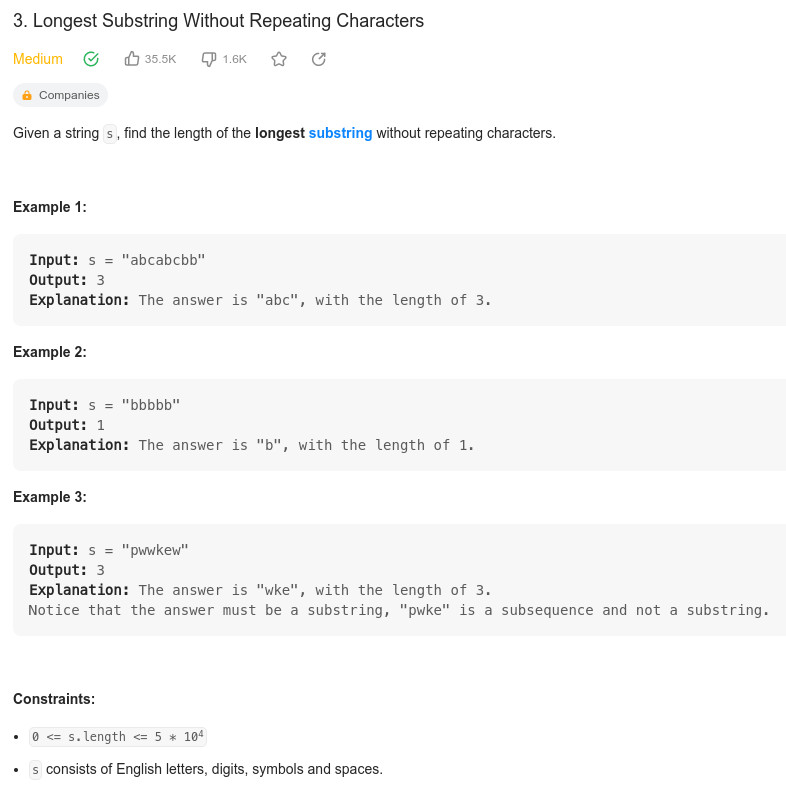 3. Longest Substring Without Repeating Characters
Medium 35.5K 1.6K
Companies
Given a string s, find the length of the longest substring without repeating characters.
Example 1:
Input: s = "abcabcbb"
Output: 3
Explanation: The answer is "abc", with the length of 3.
Example 2:
Input: s = "bbbbb"
Output: 1
Explanation: The answer is "b", with the length of 1.
Example 3:
Input: s = "pwwkew"
Output: 3
Explanation: The answer is "wke", with the length of 3.
Notice that the answer must be a substring, "pwke" is a subsequence and not a substring.
Constraints:
• 0 <= s.length <= 5 * 10⁴
• s consists of English letters, digits, symbols and spaces.